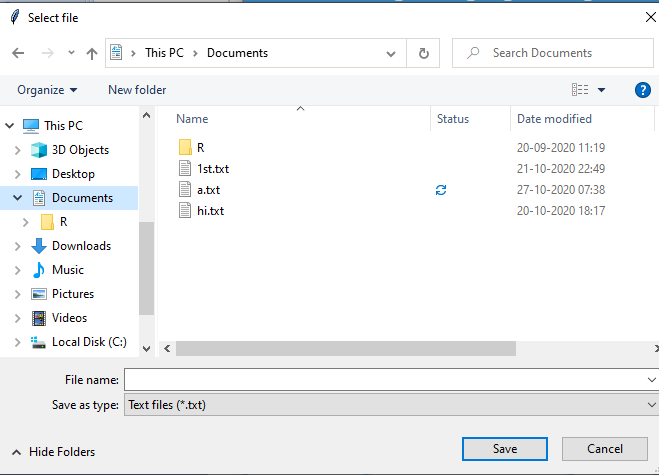 Select file
This PC > Documents
Search Documents
Organize
New folder
?
This PC
3D Objects
Desktop
Documents
R
Downloads
Music
Pictures
Videos
Local Disk (C:)
Name Status Date modified
R 20-09-2020 11:19
1st.txt 21-10-2020 22:49
a.txt 27-10-2020 07:38
hi.txt 20-10-2020 18:17
File name:
Save as type: Text files (*.txt)
Hide Folders
Save
Cancel